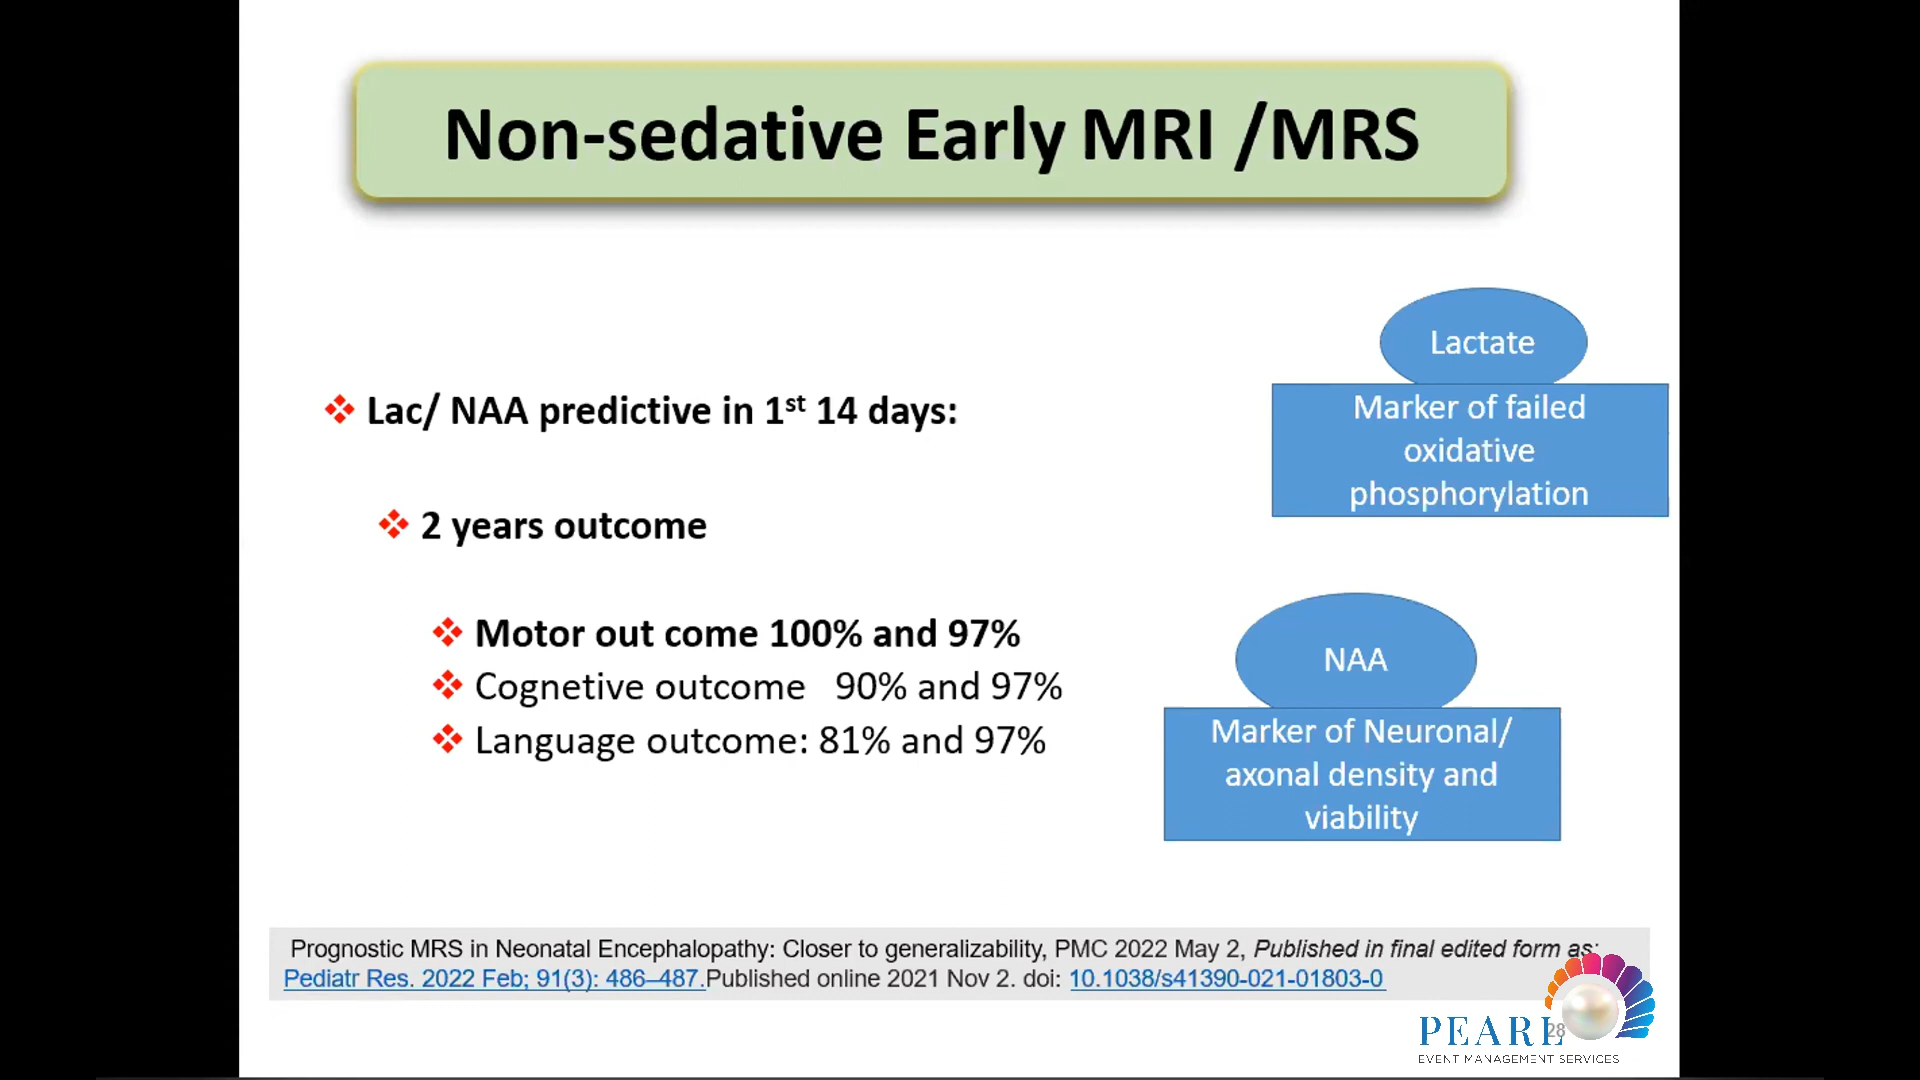 Non-sedative Early MRI /MRS
Lac/ NAA predictive in 1st 14 days:
2 years outcome
Motor out come 100% and 97%
Cognetive outcome 90% and 97%
Language outcome: 81% and 97%
Lactate
Marker of failed
oxidative
phosphorylation
NAA
Marker of Neuronal/
axonal density and
viability
Prognostic MRS in Neonatal Encephalopathy: Closer to generalizability, PMC 2022 May 2, Published in final edited form as:
Pediatr Res. 2022 Feb; 91(3): 486–487.Published online 2021 Nov 2. doi: 10.1038/s41390-021-01803-0
28
PEARL
EVENT MANAGEMENT SERVICES